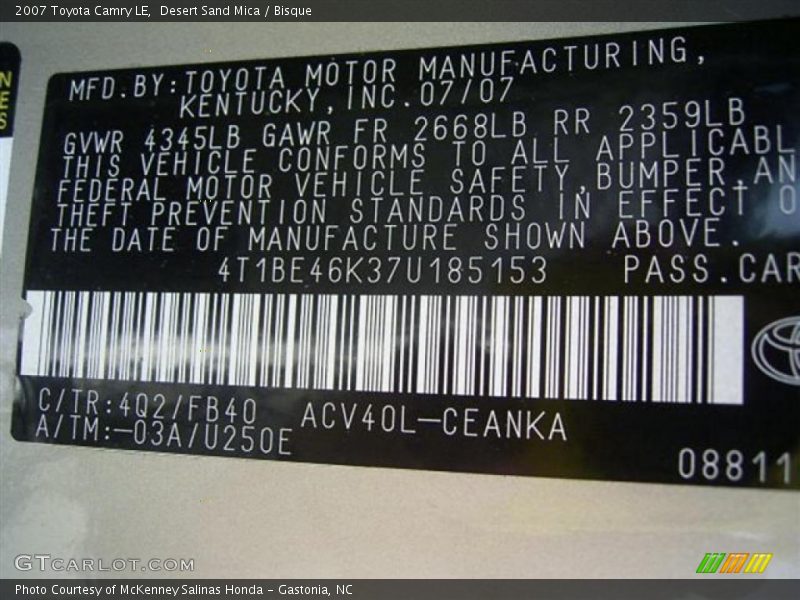 2007 Toyota Camry LE,  Desert Sand Mica / Bisque
NES
MFD.BY:TOYOTA MOTOR MANUFACTURING,
KENTUCKY,INC.07/07
GVWR 4345LB GAWR FR 2668LB RR 2359LB
THIS VEHICLE CONFORMS TO ALL APPLICABL
FEDERAL MOTOR VEHICLE SAFETY,BUMPER,AN
THEFT PREVENTION STANDARDS IN EFFECT O
THE DATE OF MANUFACTURE SHOWN ABOVE.
4T1BE46K37U185153 PASS.CAR
C/TR:4Q2/FB40 ACV40L-CEANKA
A/TM:-03A/U250E
08811
GTCARLOT.COM
Photo Courtesy of McKenney Salinas Honda - Gastonia, NC